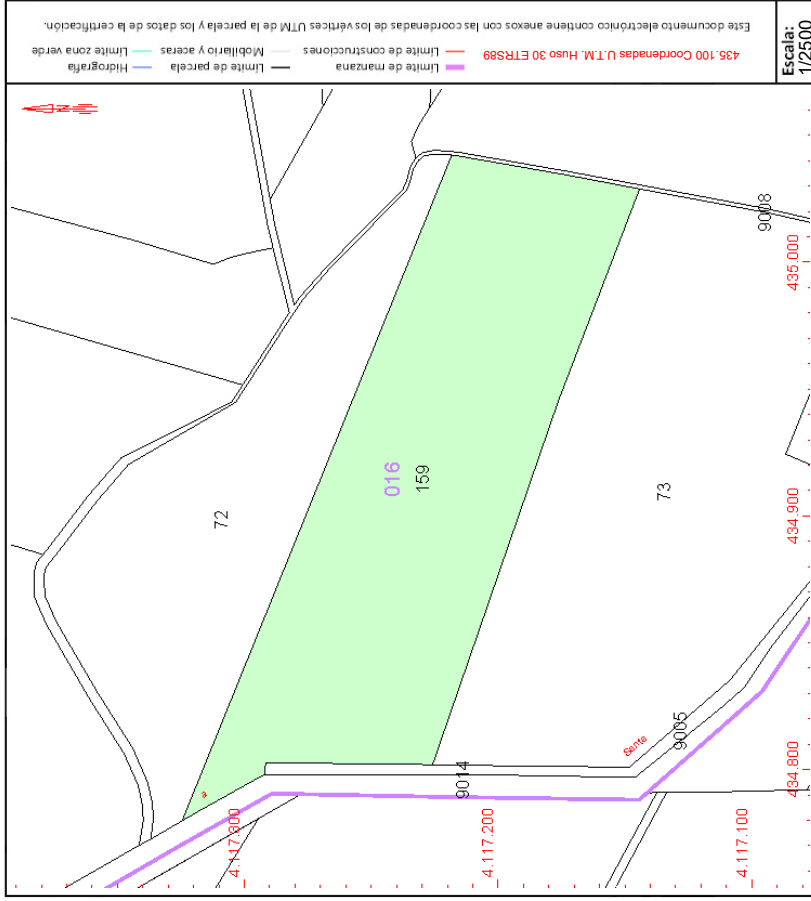 Este documento electrónico contiene anexos con las coordenadas de los vértices UTM de la parcela y los datos de la certificación.
435.100 Coordenadas U.T.M. Huso 30 ETRS89
Límite de manzana
Límite de construcciones
Límite de parcela
Mobiliario y aceras
Hidrografía
Límite zona verde
Escala:
1/2500
N
72
016
159
73
9008
9014
9005
Santa
a
435.000
434.900
434.800
4.117.300
4.117.200
4.117.100